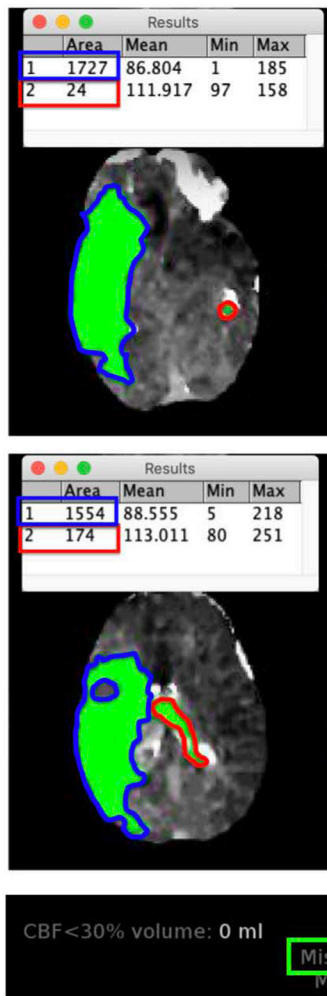 Results
Area Mean Min Max
1 1727 86.804 1 185
2 24 111.917 97 158
Results
Area Mean Min Max
1 1554 88.555 5 218
2 174 113.011 80 251
CBF<30% volume: 0 ml
Mis
M